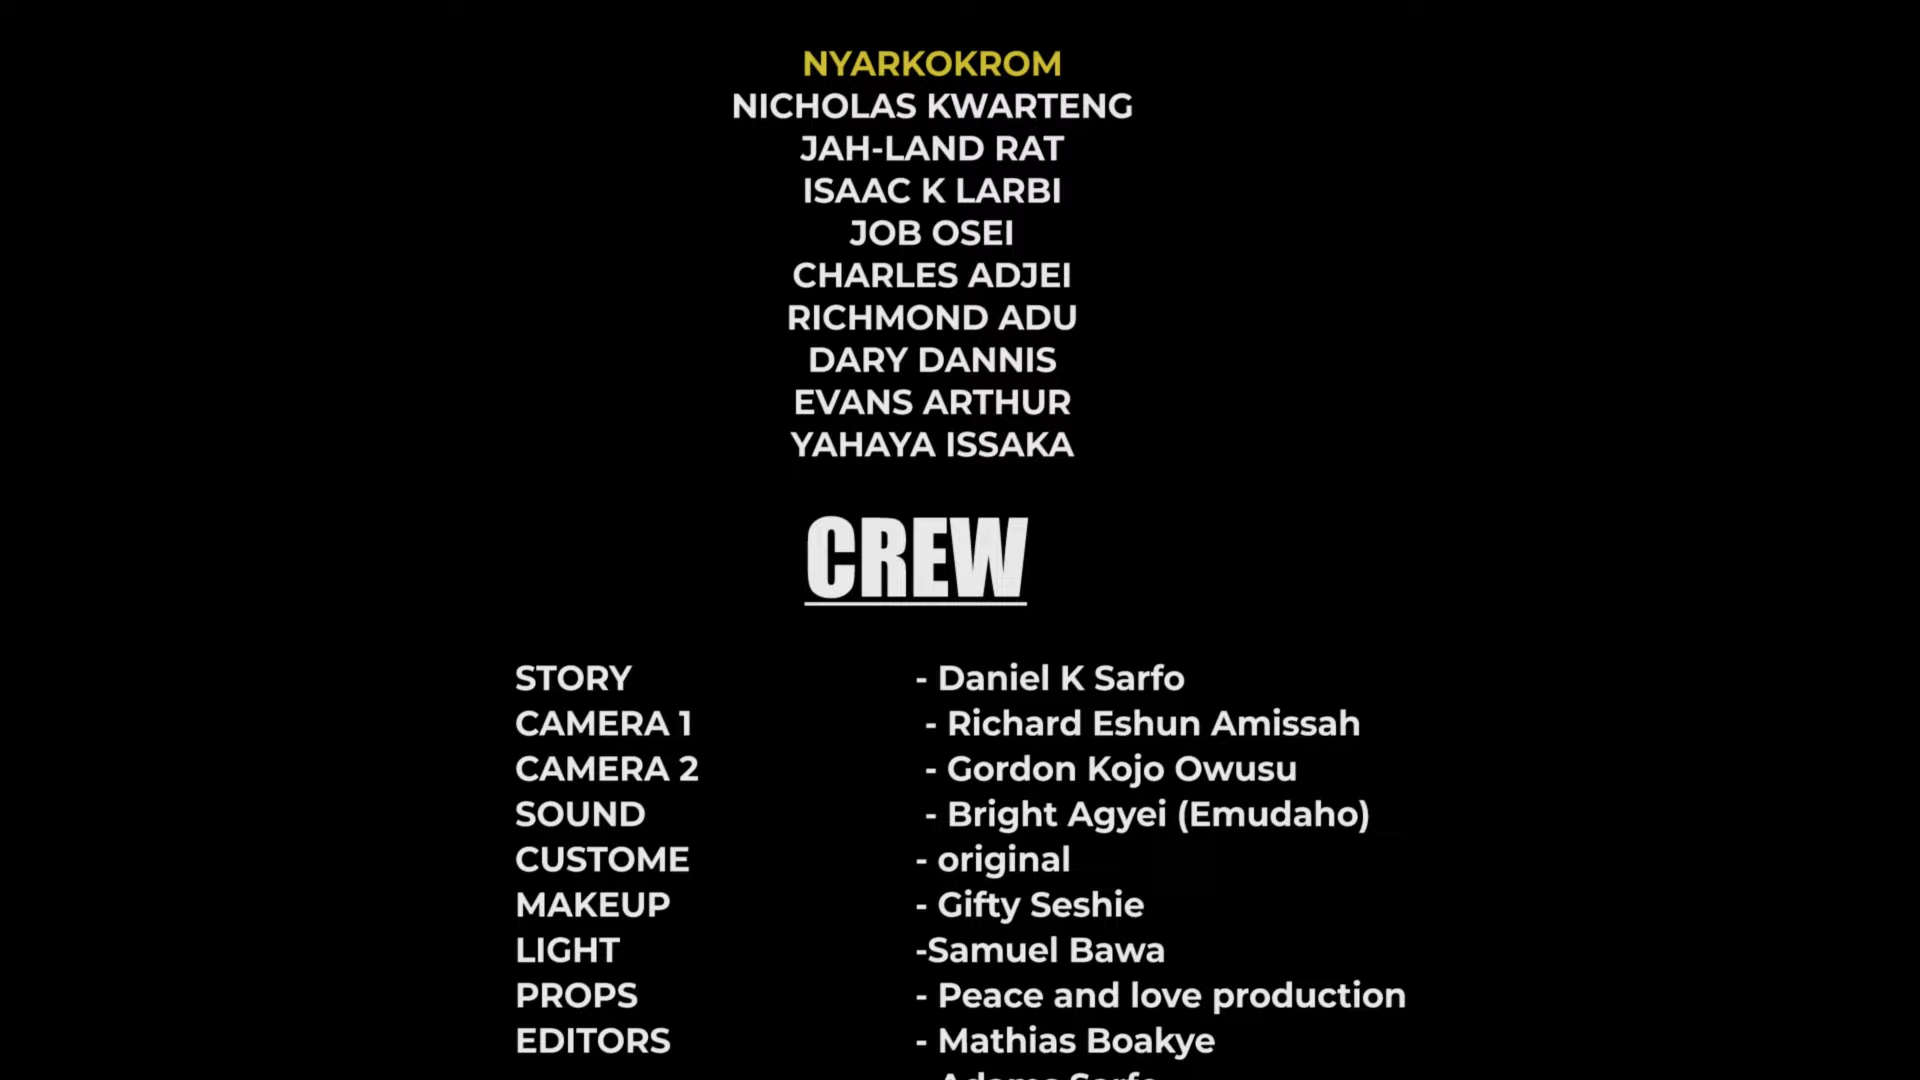 NYARKOKROM
NICHOLAS KWARTENG
JAH-LAND RAT
ISAAC K LARBI
JOB OSEI
CHARLES ADJEI
RICHMOND ADU
DARY DANNIS
EVANS ARTHUR
YAHAYA ISSAKA
CREW
STORY - Daniel K Sarfo
CAMERA 1 - Richard Eshun Amissah
CAMERA 2 - Gordon Kojo Owusu
SOUND - Bright Agyei (Emudaho)
CUSTOME - original
MAKEUP - Gifty Seshie
LIGHT -Samuel Bawa
PROPS - Peace and love production
EDITORS - Mathias Boakye